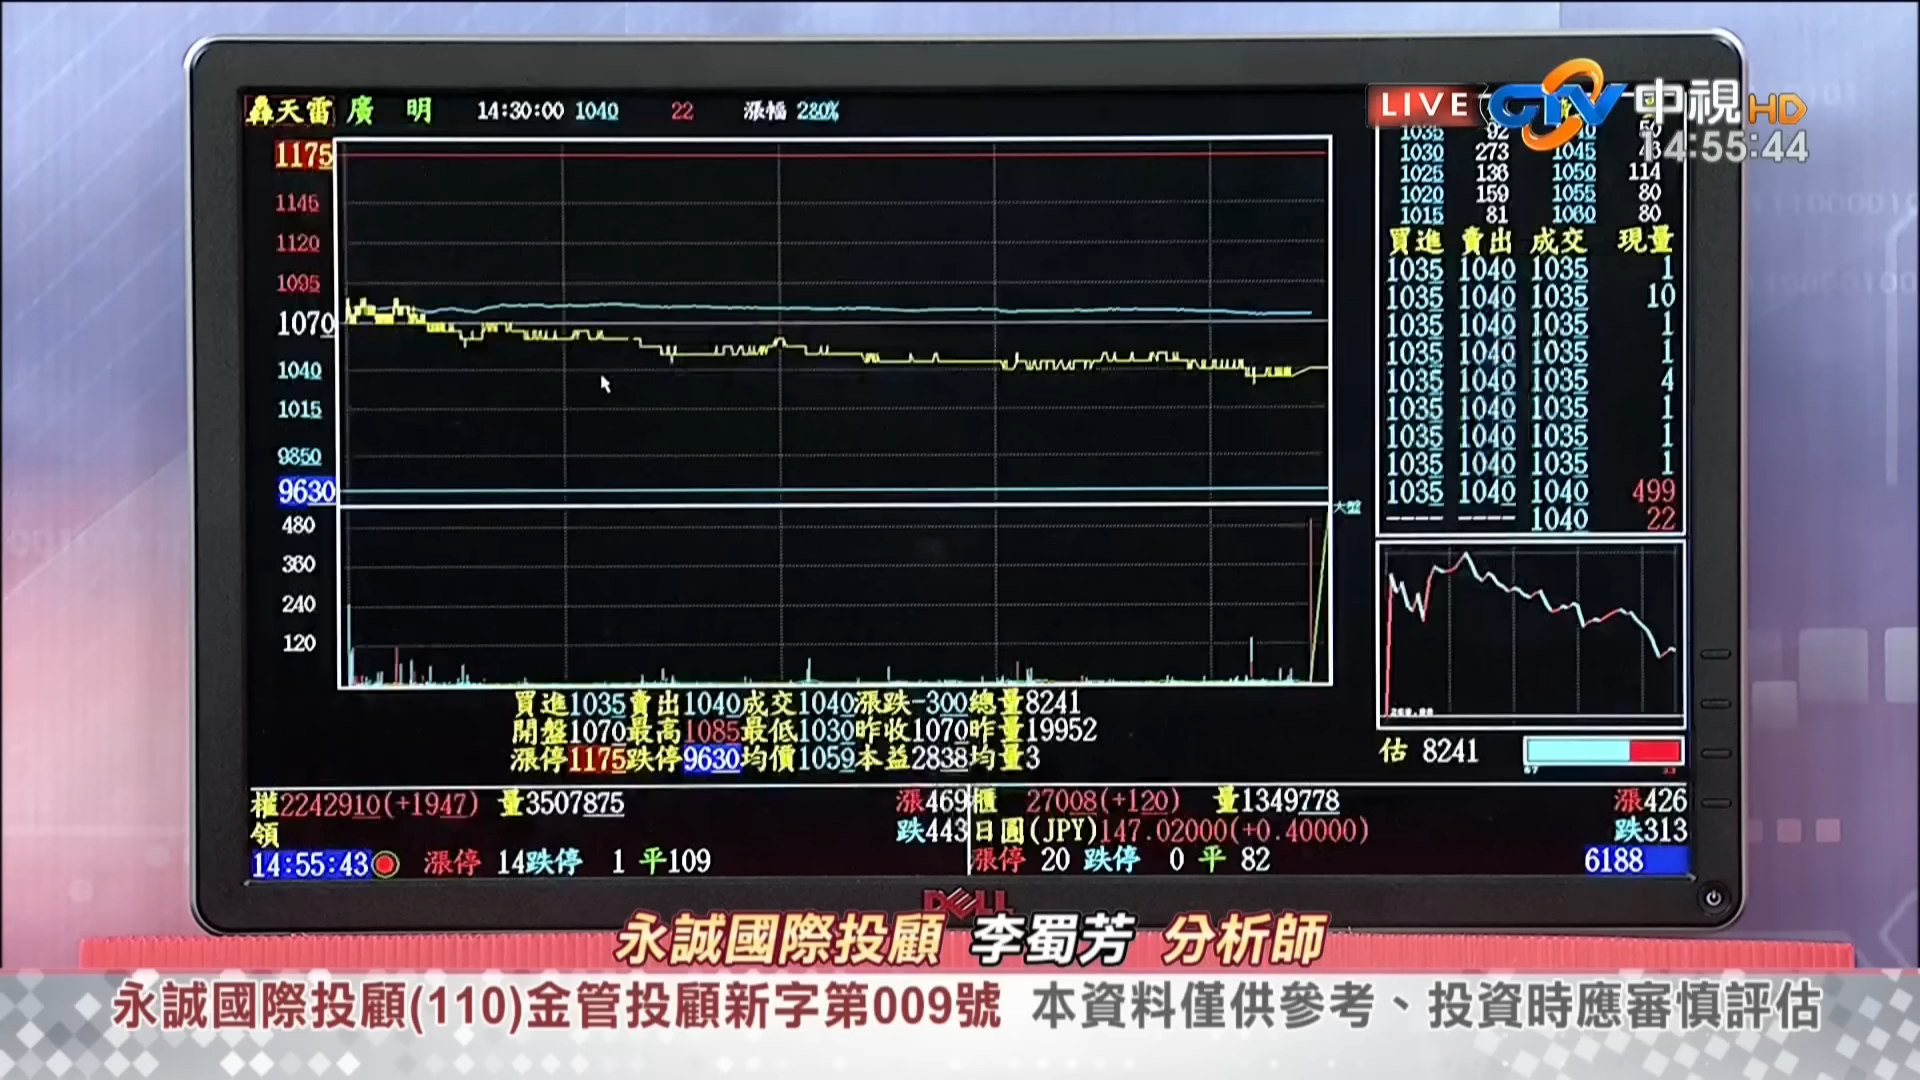 轟天雷 廣 明 14:30:00 1040 22 漲幅 280%
LIVE CTV 中視 HD
14:55:44
1175
1145
1120
1095
1070
1040
1015
9850
9630
480
360
240
120
大盤
1035 92
1030 273 1045
1025 136 1050 114
1020 159 1055 80
1015 81 1060 80
買進 賣出 成交 現量
1035 1040 1035 1
1035 1040 1035 10
1035 1040 1035 1
1035 1040 1035 1
1035 1040 1035 4
1035 1040 1035 1
1035 1040 1035 1
1035 1040 1035 1
1035 1040 1040 499
---- ---- 1040 22
買進1035賣出1040成交1040漲跌-300總量8241
開盤1070最高1085最低1030昨收1070昨量19952
漲停1175跌停9630均價1059本益2838均量3
估 8241
權2242910(+1947) 量3507875 漲469
領 跌443
14:55:43 漲停 14跌停 1 平109
櫃 27008(+120) 量1349778 漲426
日圓(JPY)147.02000(+0.40000) 跌313
漲停 20 跌停 0 平 82 6188
DELL
永誠國際投顧 李蜀芳 分析師
永誠國際投顧(110)金管投顧新字第009號 本資料僅供參考、投資時應審慎評估